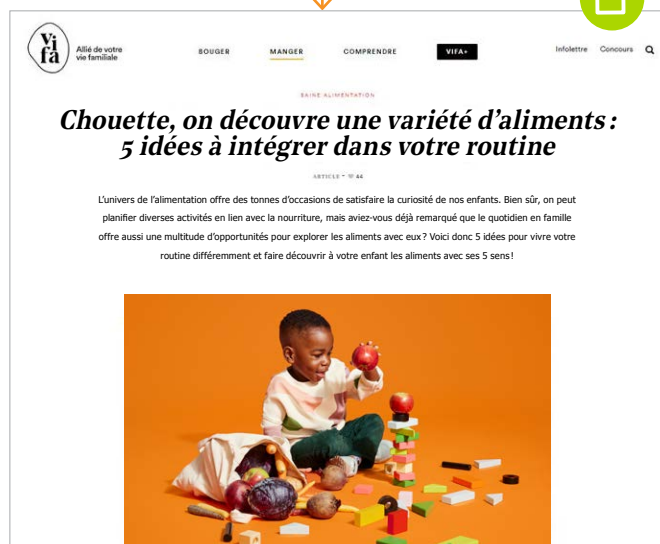 vi
fa
Allié de votre
vie familiale
BOUGER
MANGER
COMPRENDRE
VIFA+
Infolettre
Concours
SAINE ALIMENTATION
Chouette, on découvre une variété d’aliments :
5 idées à intégrer dans votre routine
ARTICLE - 44
L’univers de l’alimentation offre des tonnes d’occasions de satisfaire la curiosité de nos enfants. Bien sûr, on peut
planifier diverses activités en lien avec la nourriture, mais aviez-vous déjà remarqué que le quotidien en famille
offre aussi une multitude d’opportunités pour explorer les aliments avec eux ? Voici donc 5 idées pour vivre votre
routine différemment et faire découvrir à votre enfant les aliments avec ses 5 sens !